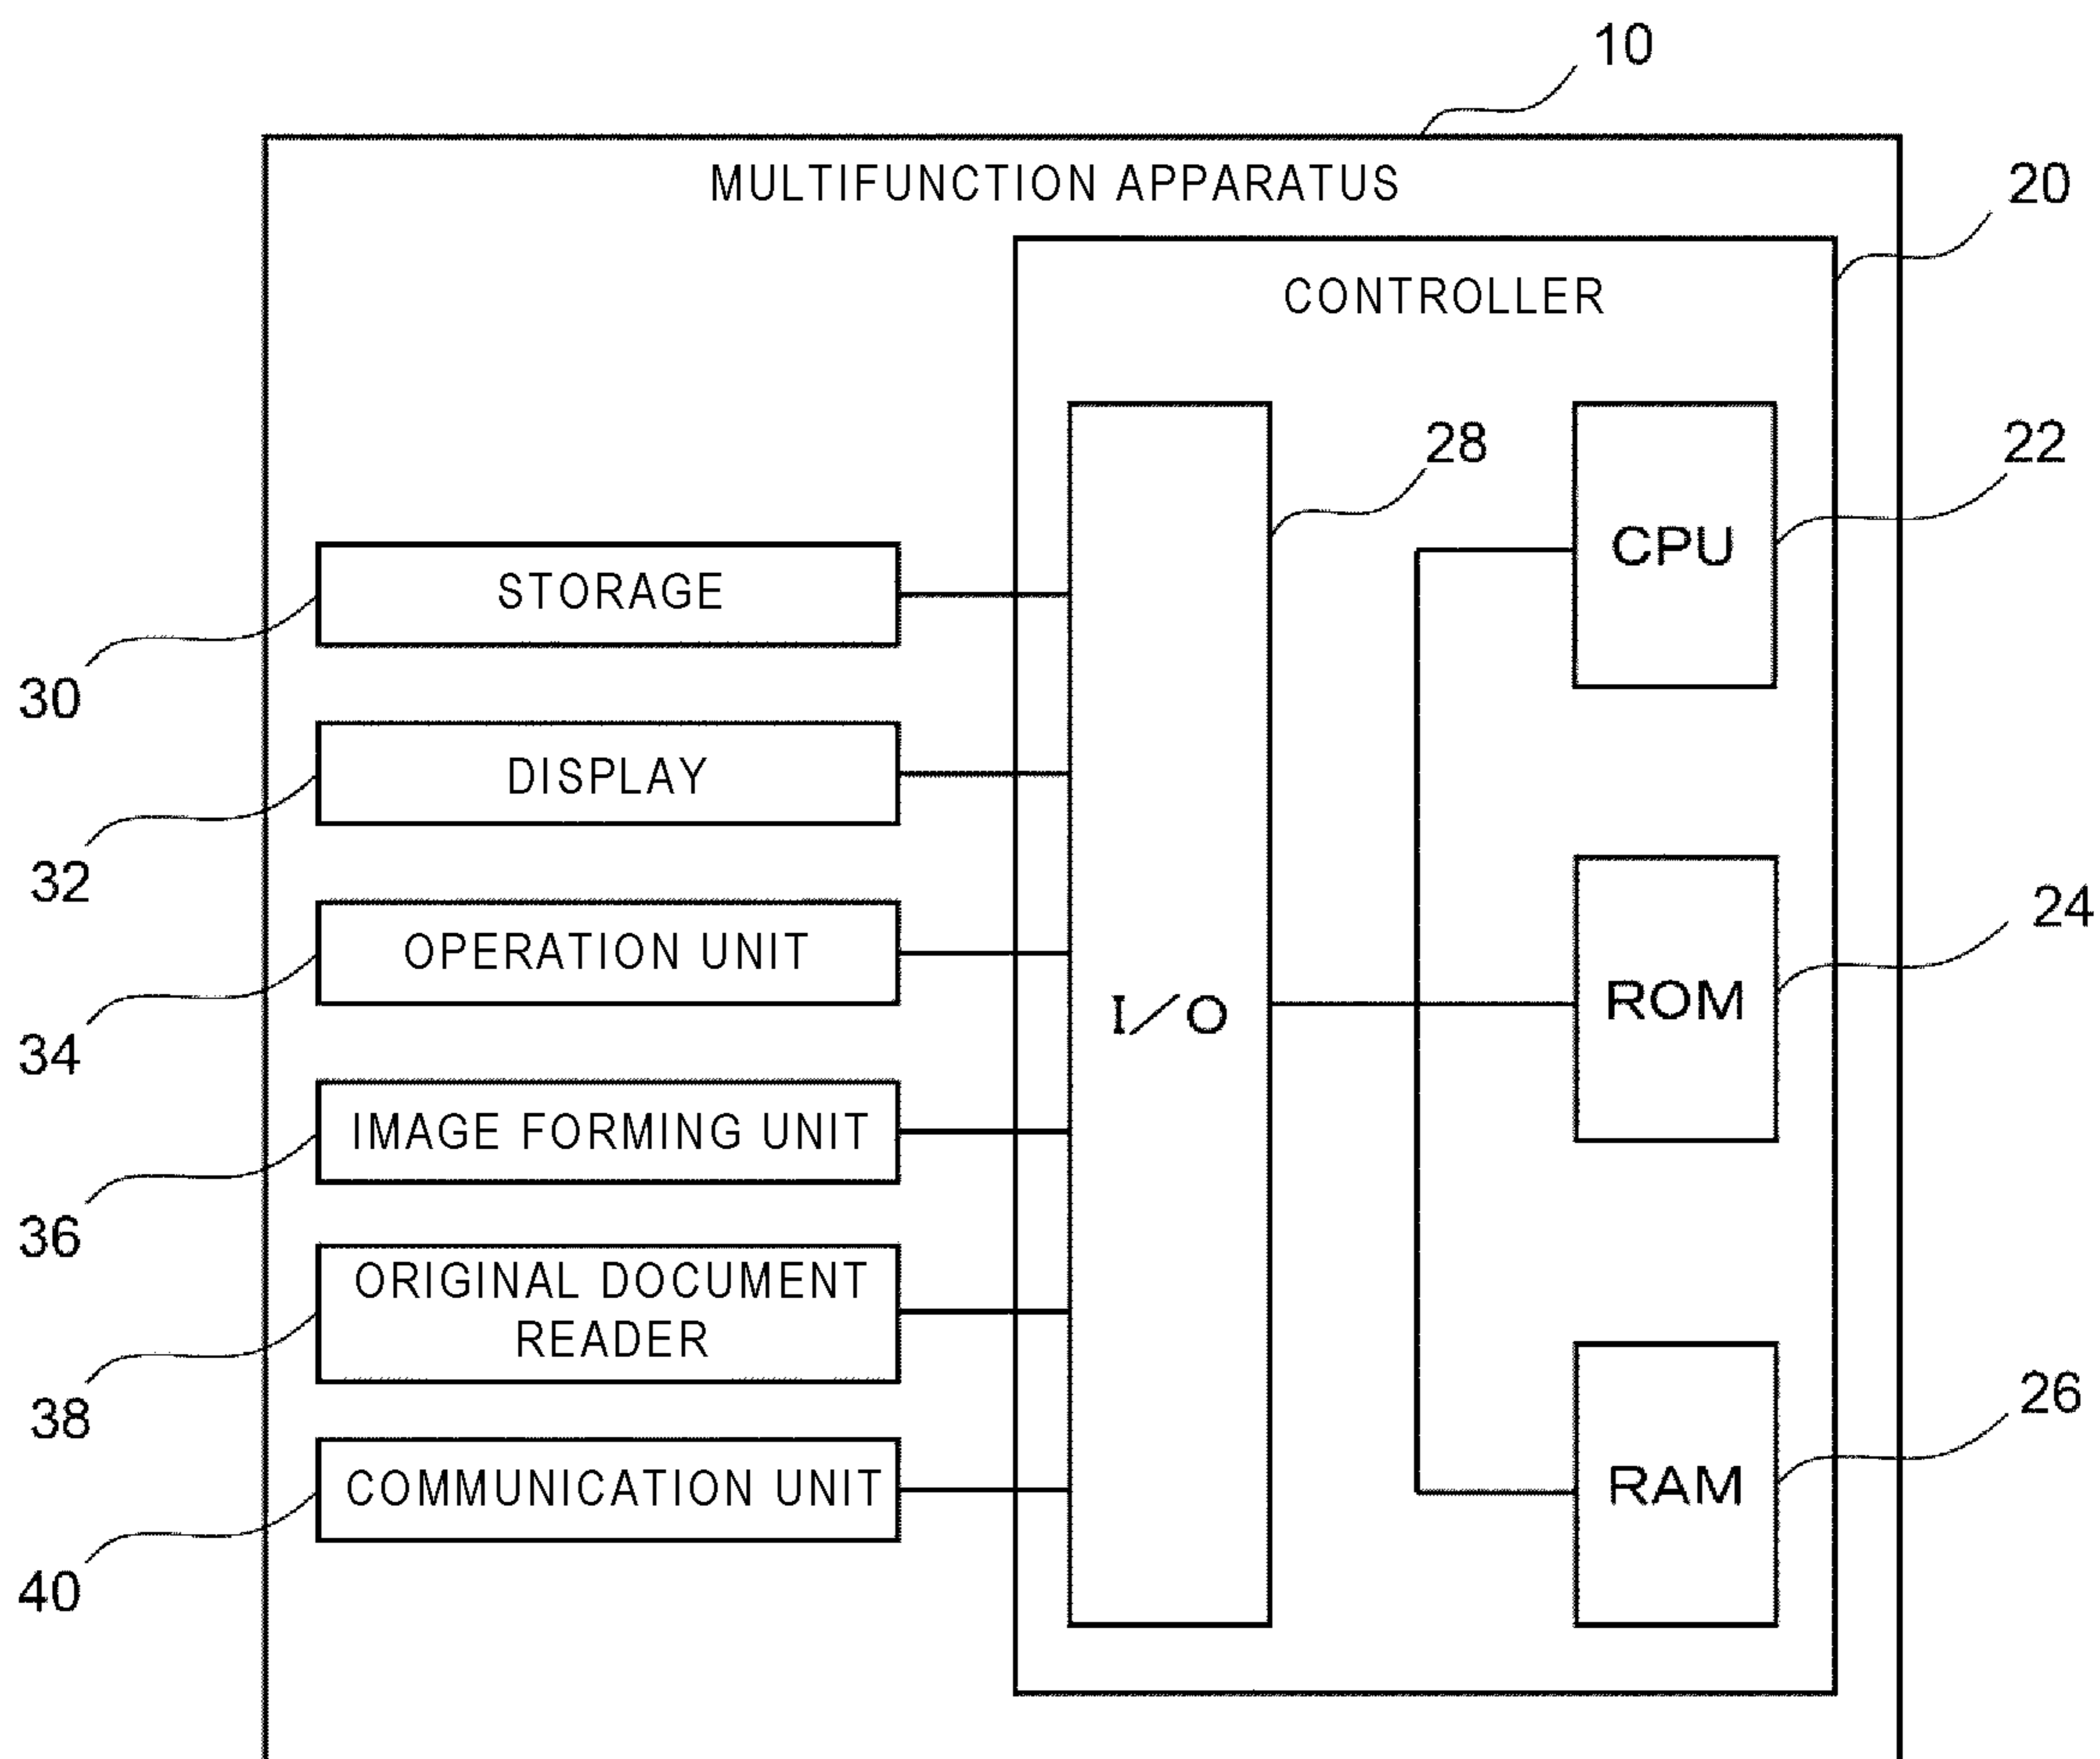 10
MULTIFUNCTION APPARATUS
20
CONTROLLER
28
22
CPU
STORAGE
30
DISPLAY
32
24
OPERATION UNIT
ROM
I/O
34
IMAGE FORMING UNIT
36
ORIGINAL DOCUMENT
READER
38
26
COMMUNICATION UNIT
RAM
40